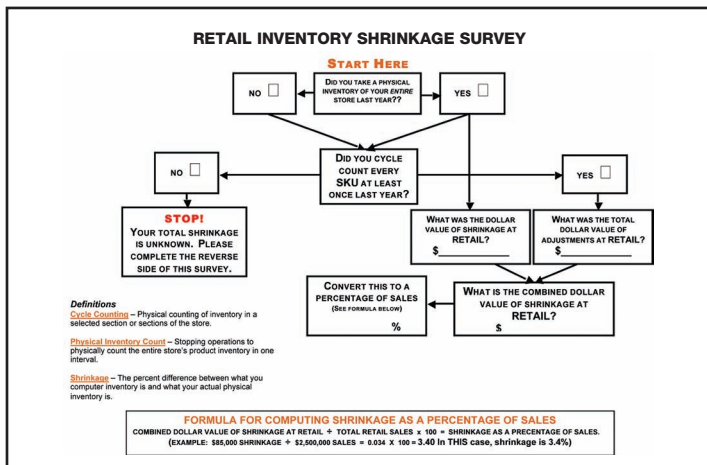 RETAIL INVENTORY SHRINKAGE SURVEY
START HERE
NO
DID YOU TAKE A PHYSICAL
INVENTORY OF YOUR ENTIRE
STORE LAST YEAR??
YES
DID YOU CYCLE
COUNT EVERY
SKU AT LEAST
ONCE LAST YEAR?
NO
YES
STOP!
YOUR TOTAL SHRINKAGE
IS UNKNOWN. PLEASE
COMPLETE THE REVERSE
SIDE OF THIS SURVEY.
WHAT WAS THE DOLLAR
VALUE OF SHRINKAGE AT
RETAIL?
$
WHAT WAS THE TOTAL
DOLLAR VALUE OF
ADJUSTMENTS AT RETAIL?
$
CONVERT THIS TO A
PERCENTAGE OF SALES
(SEE FORMULA BELOW)
%
WHAT IS THE COMBINED DOLLAR
VALUE OF SHRINKAGE AT
RETAIL?
$
Definitions
Cycle Counting – Physical counting of inventory in a
selected section or sections of the store.
Physical Inventory Count – Stopping operations to
physically count the entire store's product inventory in one
interval.
Shrinkage – The percent difference between what you
computer inventory is and what your actual physical
inventory is.
FORMULA FOR COMPUTING SHRINKAGE AS A PERCENTAGE OF SALES
COMBINED DOLLAR VALUE OF SHRINKAGE AT RETAIL ÷ TOTAL RETAIL SALES x 100 = SHRINKAGE AS A PRECENTAGE OF SALES.
(EXAMPLE: $85,000 SHRINKAGE ÷ $2,500,000 SALES = 0.034 X 100 = 3.40 In THIS case, shrinkage is 3.4%)